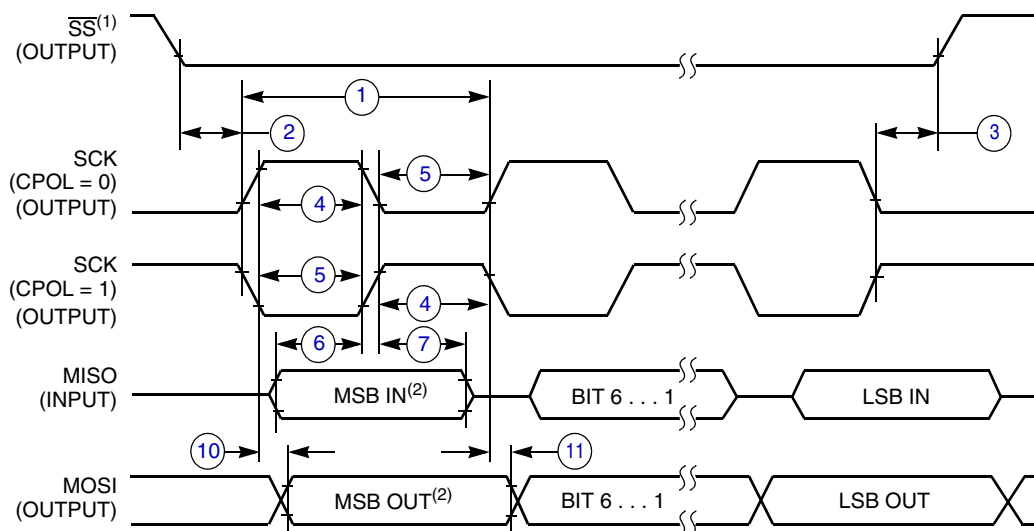 SS(1)
(OUTPUT)
1
2
3
SCK
(CPOL = 0)
(OUTPUT)
5
4
SCK
(CPOL = 1)
(OUTPUT)
5
4
6
7
MISO
(INPUT)
MSB IN(2)
BIT 6 . . . 1
LSB IN
10
11
MOSI
(OUTPUT)
MSB OUT(2)
BIT 6 . . . 1
LSB OUT